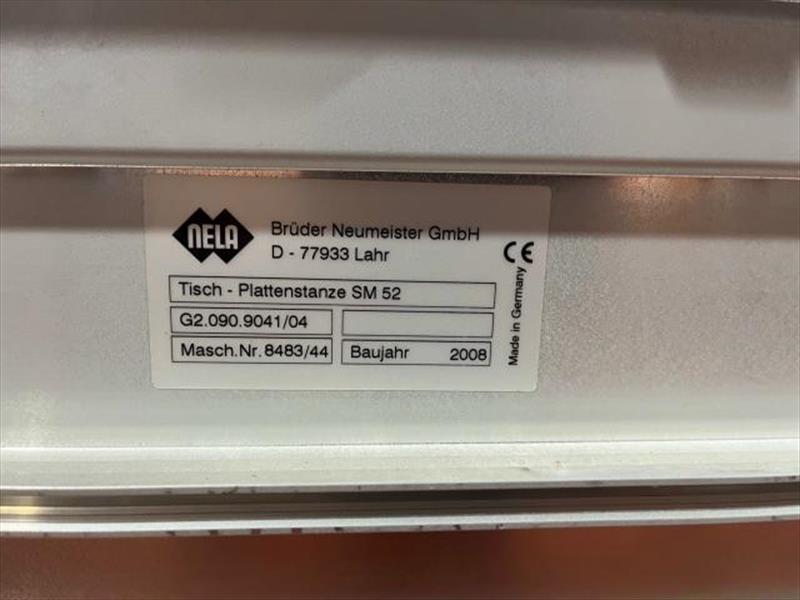 NELA
Brüder Neumeister GmbH
D - 77933 Lahr
CE
Made in Germany
Tisch - Plattenstanze SM 52
G2.090.9041/04
Masch.Nr. 8483/44
Baujahr 2008